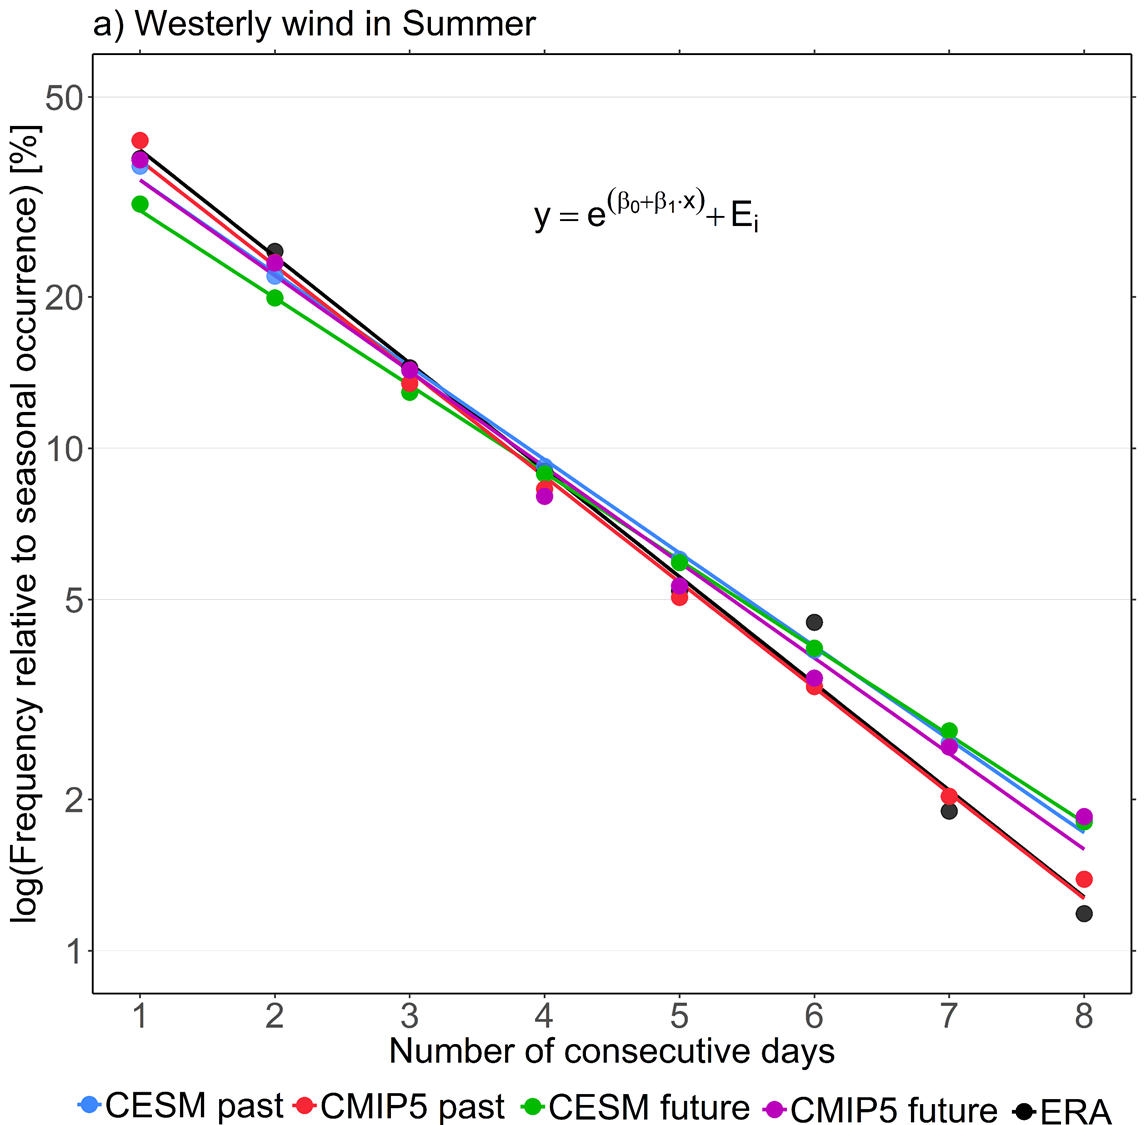 a) Westerly wind in Summer
log(Frequency relative to seasonal occurrence) [%]
50
20
10
5
2
1
y = e^(β₀+β₁·x) + Eᵢ
1 2 3 4 5 6 7 8
Number of consecutive days
CESM past CMIP5 past CESM future CMIP5 future ERA